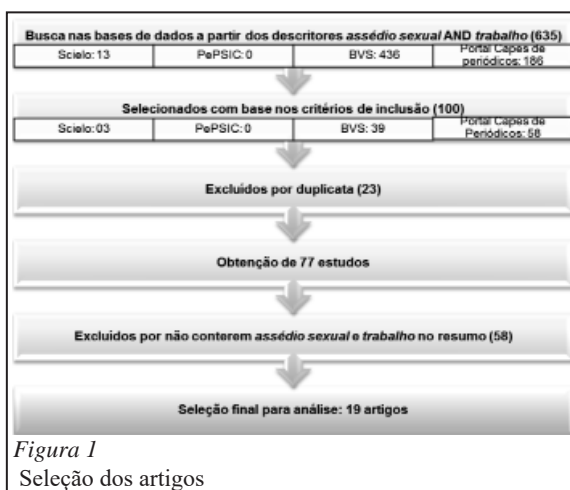 Busca nas bases de dados a partir dos descritores assédio sexual AND trabalho (635)
Scielo: 13 PePSIC: 0 BVS: 436 Portal Capes de periódicos: 186
Selecionados com base nos critérios de inclusão (100)
Scielo: 03 PePSIC: 0 BVS: 39 Portal Capes de Periódicos: 58
Excluídos por duplicata (23)
Obtenção de 77 estudos
Excluídos por não conterem assédio sexual e trabalho no resumo (58)
Seleção final para análise: 19 artigos
Figura 1
Seleção dos artigos